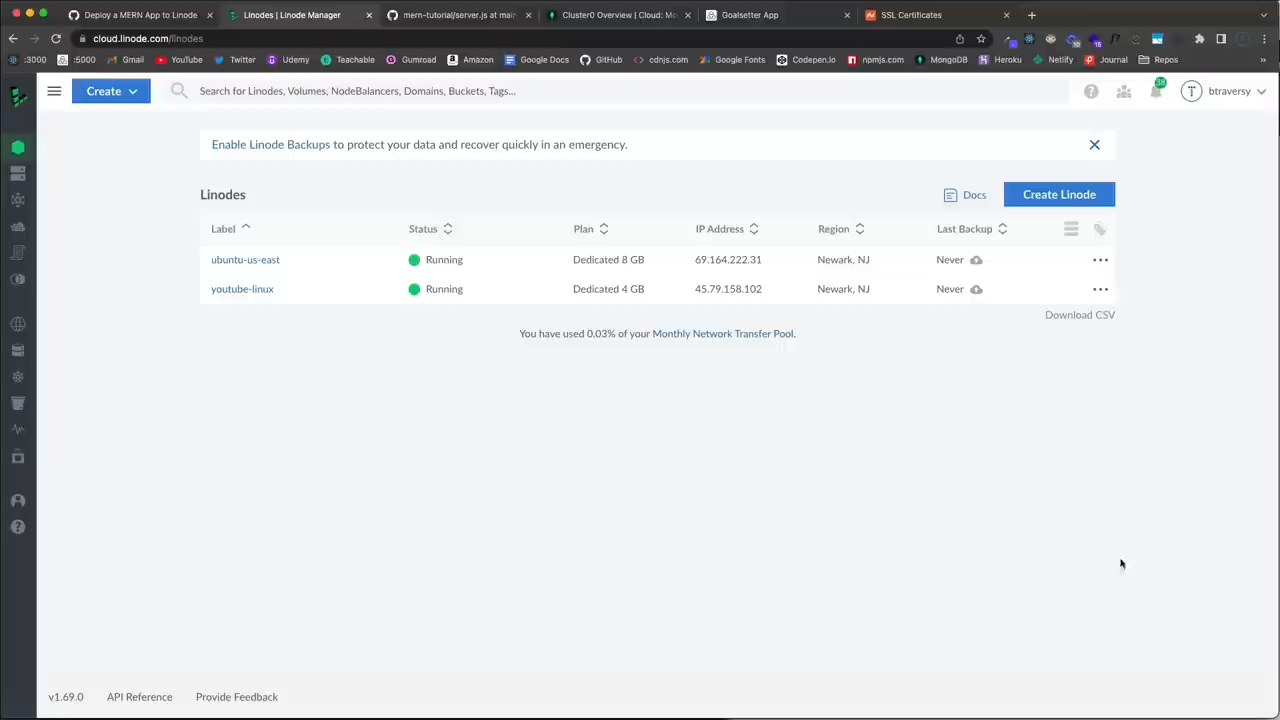 Deploy a MERN App to Linode
Linodes | Linode Manager
mern-tutorial/server.js at main
Cluster0 Overview | Cloud: Mo
Goalsetter App
SSL Certificates
cloud.linode.com/linodes
:3000
:5000
Gmail
YouTube
Twitter
Udemy
Teachable
Gumroad
Amazon
Google Docs
GitHub
cdnjs.com
Google Fonts
Codepen.io
npmjs.com
MongoDB
Heroku
Netlify
Journal
Repos
»
Create
Search for Linodes, Volumes, NodeBalancers, Domains, Buckets, Tags...
T
btraversy
Enable Linode Backups to protect your data and recover quickly in an emergency.
Linodes
Docs
Create Linode
Label Status Plan IP Address Region Last Backup
ubuntu-us-east Running Dedicated 8 GB 69.164.222.31 Newark, NJ Never
youtube-linux Running Dedicated 4 GB 45.79.158.102 Newark, NJ Never
Download CSV
You have used 0.03% of your Monthly Network Transfer Pool.
v1.69.0 API Reference Provide Feedback